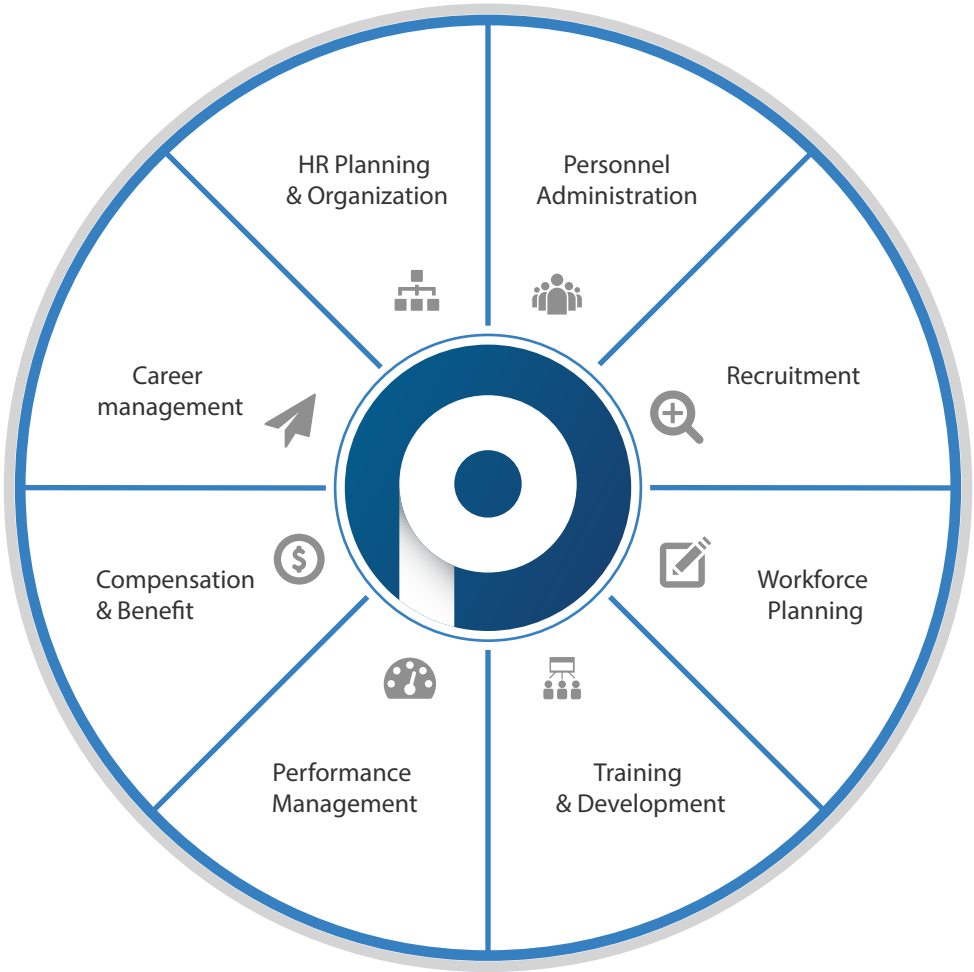 HR Planning
& Organization
Personnel
Administration
Recruitment
Workforce
Planning
Training
& Development
Performance
Management
Compensation
& Benefit
Career
management